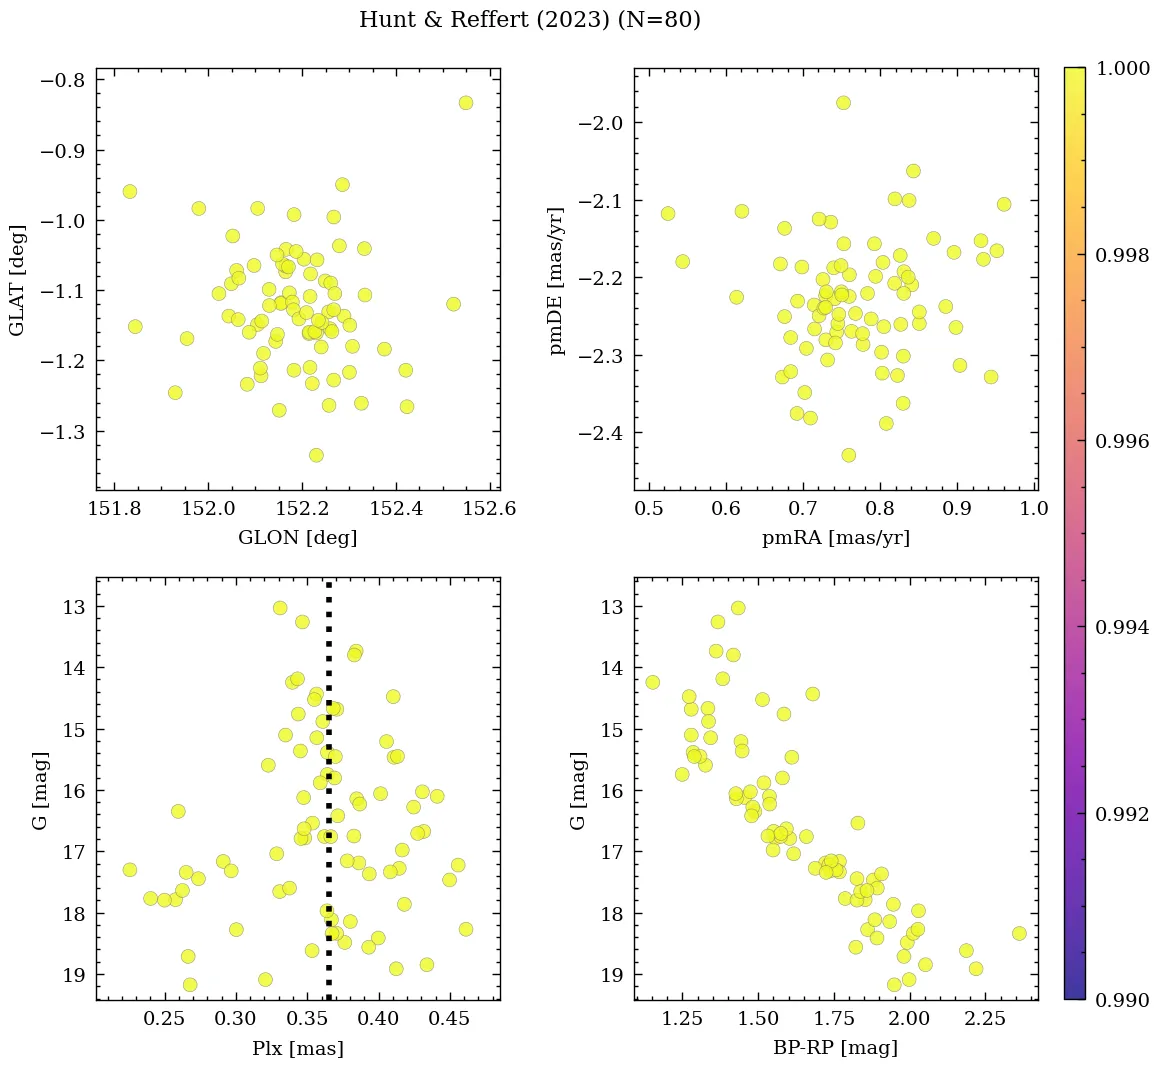 Hunt & Reffert (2023) (N=80)
GLAT [deg]
−0.8
−0.9
−1.0
−1.1
−1.2
−1.3
151.8 152.0 152.2 152.4 152.6
GLON [deg]
pmDE [mas/yr]
−2.0
−2.1
−2.2
−2.3
−2.4
0.5 0.6 0.7 0.8 0.9 1.0
pmRA [mas/yr]
G [mag]
13
14
15
16
17
18
19
0.25 0.30 0.35 0.40 0.45
Plx [mas]
G [mag]
13
14
15
16
17
18
19
1.25 1.50 1.75 2.00 2.25
BP-RP [mag]
1.000
0.998
0.996
0.994
0.992
0.990